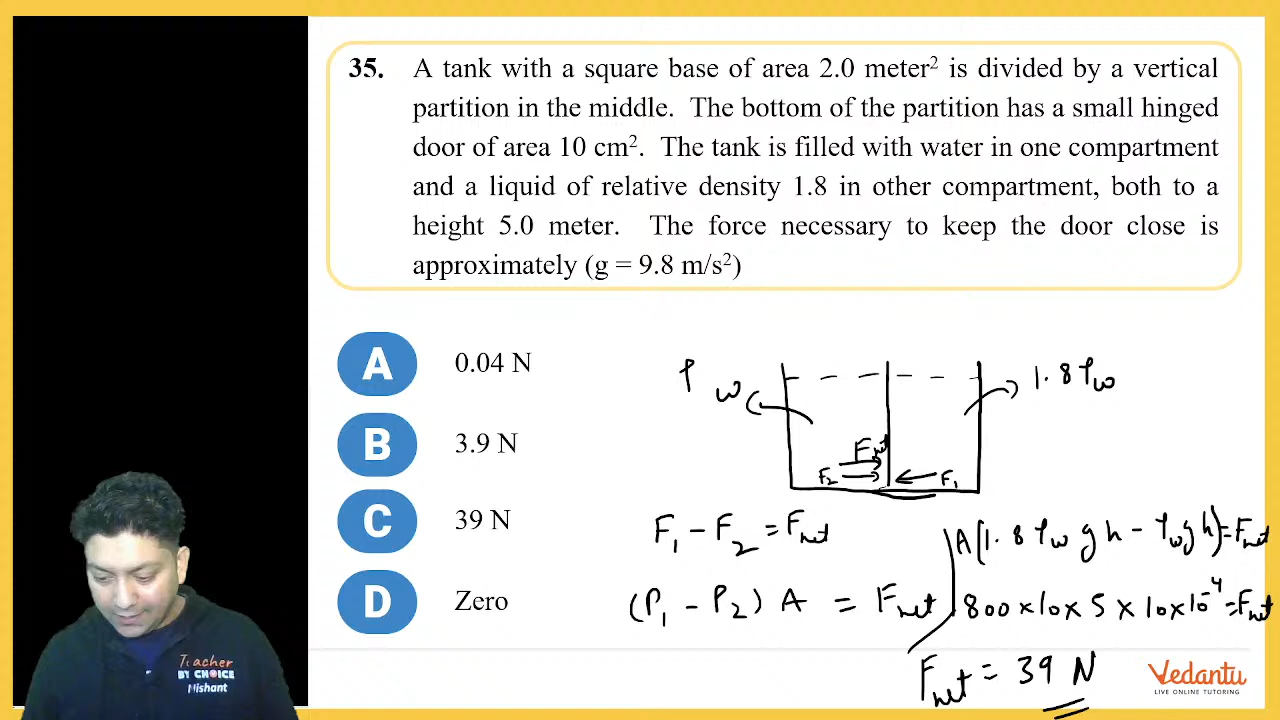 35. A tank with a square base of area 2.0 meter² is divided by a vertical
partition in the middle. The bottom of the partition has a small hinged
door of area 10 cm². The tank is filled with water in one compartment
and a liquid of relative density 1.8 in other compartment, both to a
height 5.0 meter. The force necessary to keep the door close is
approximately (g = 9.8 m/s²)
A 0.04 N
B 3.9 N
C 39 N
D Zero
ρ w
1.8 ρw
Fnet
F₂
F₁
F₁ - F₂ = Fnet
(P₁ - P₂) A = Fnet
A(1.8 ρw g h - ρw g h) = Fnet
800 × 10 × 5 × 10 × 10⁻⁴ = Fnet
Fnet = 39 N
Teacher
BY CHOICE
Nishant
Vedantu
LIVE ONLINE TUTORING